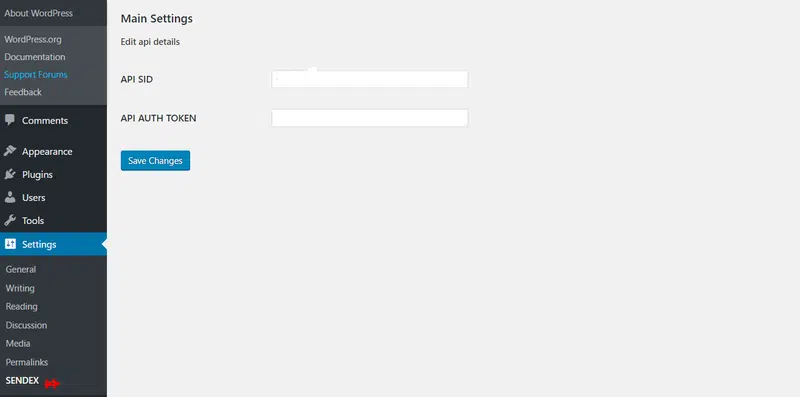 About WordPress
WordPress.org
Documentation
Support Forums
Feedback
Comments
Appearance
Plugins
Users
Tools
Settings
General
Writing
Reading
Discussion
Media
Permalinks
SENDEX
Main Settings
Edit api details
API SID
API AUTH TOKEN
Save Changes